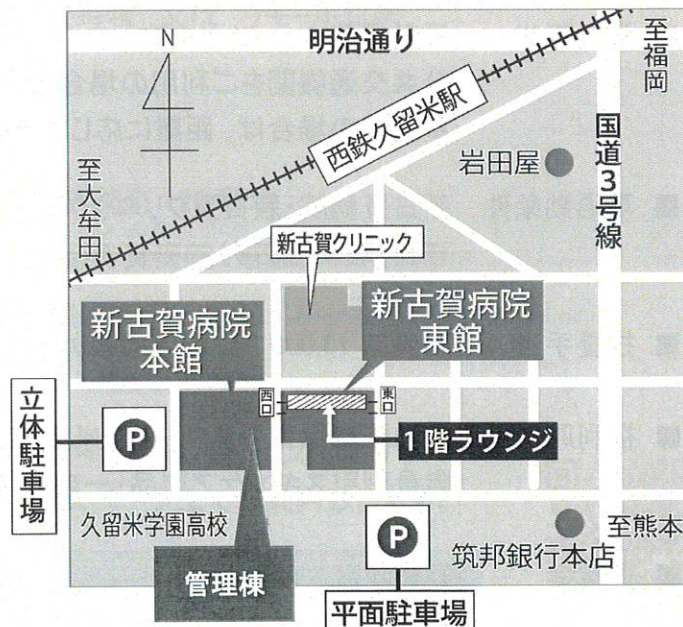 N
明治通り
至福岡
西鉄久留米駅
国道3号線
岩田屋
至大牟田
新古賀クリニック
新古賀病院
本館
新古賀病院
東館
西口
東口
立体駐車場
P
1階ラウンジ
久留米学園高校
P
至熊本
筑邦銀行本店
管理棟
平面駐車場